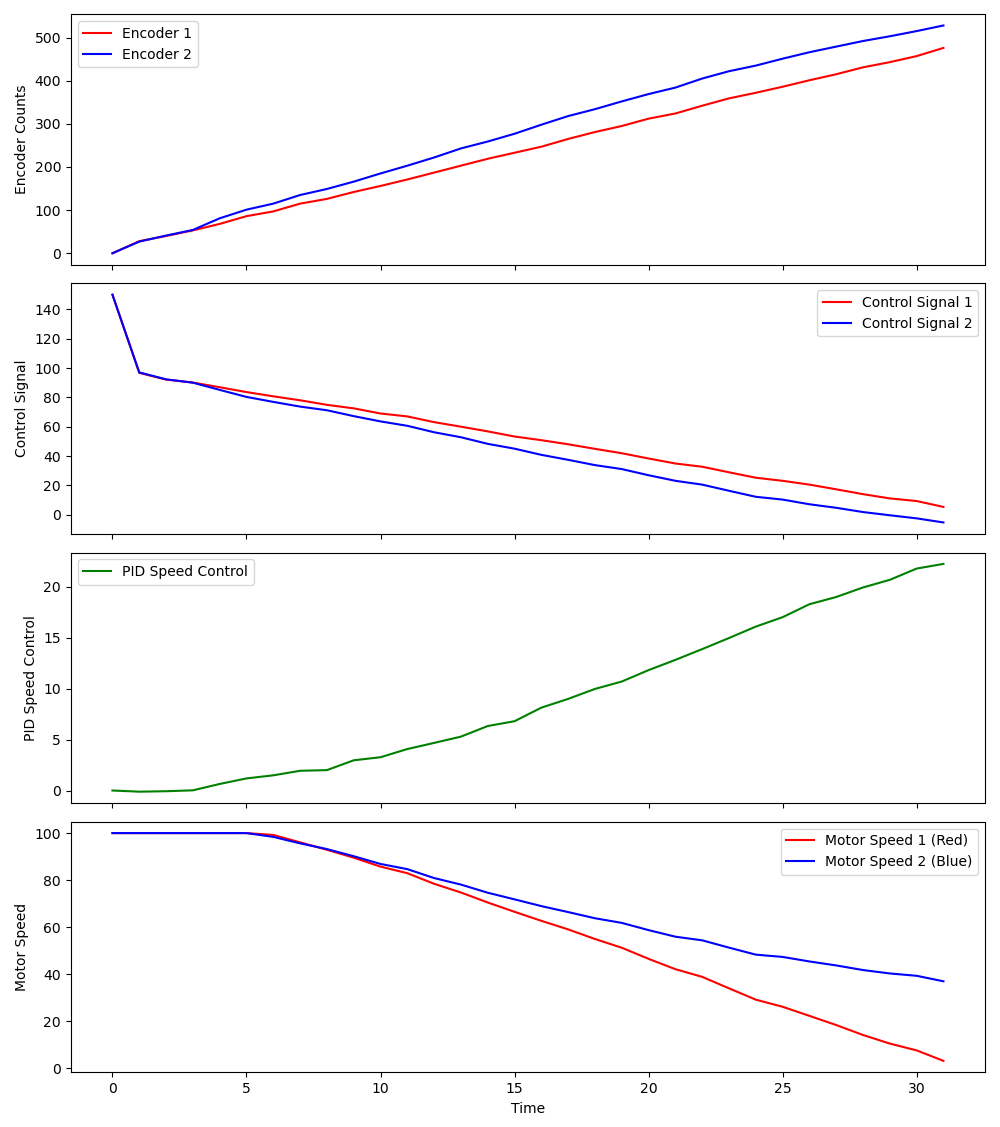 Encoder Counts
500
400
300
200
100
0
Encoder 1
Encoder 2
Control Signal
140
120
100
80
60
40
20
0
Control Signal 1
Control Signal 2
PID Speed Control
20
15
10
5
0
PID Speed Control
Motor Speed
100
80
60
40
20
0
Motor Speed 1 (Red)
Motor Speed 2 (Blue)
0 5 10 15 20 25 30
Time